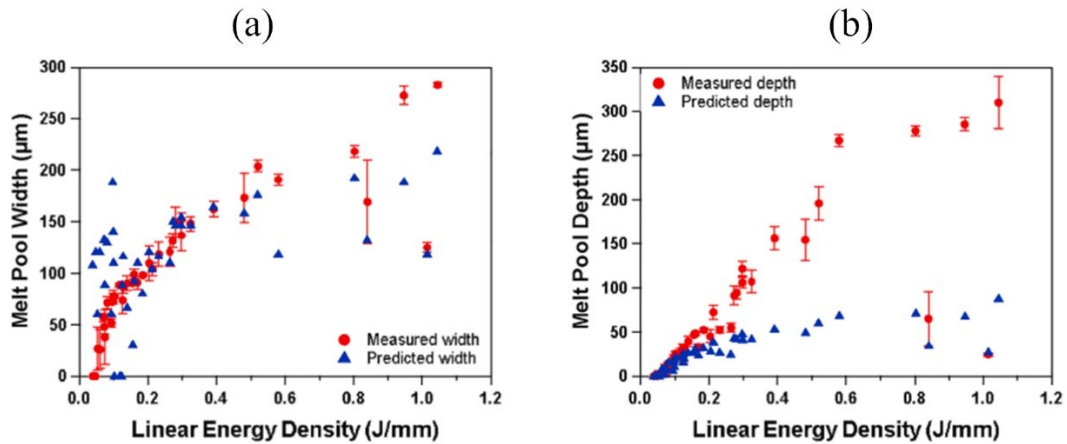 (a)
(b)
300
250
200
150
100
50
0
Melt Pool Width (µm)
Measured width
Predicted width
0.0 0.2 0.4 0.6 0.8 1.0 1.2
Linear Energy Density (J/mm)
350
300
250
200
150
100
50
0
Melt Pool Depth (µm)
Measured depth
Predicted depth
0.0 0.2 0.4 0.6 0.8 1.0 1.2
Linear Energy Density (J/mm)